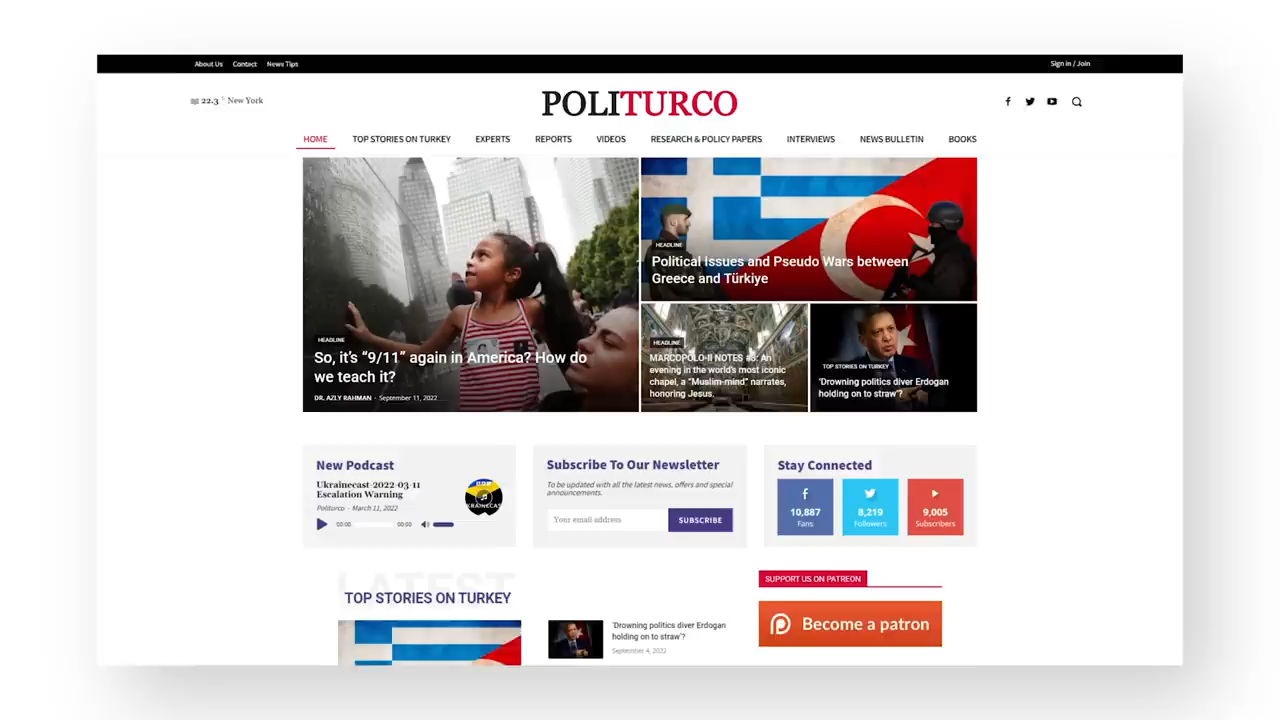 About Us Contact News Tips Sign in / Join
22.3 C New York
POLITURCO
HOME TOP STORIES ON TURKEY EXPERTS REPORTS VIDEOS RESEARCH & POLICY PAPERS INTERVIEWS NEWS BULLETIN BOOKS
HEADLINE
So, it's "9/11" again in America? How do
we teach it?
DR. AZLY RAHMAN - September 11, 2022
HEADLINE
Political Issues and Pseudo Wars between
Greece and Türkiye
HEADLINE
MARCOPOLO-II NOTES #3: An
evening in the world's most iconic
chapel, a "Muslim-mind" narrates,
honoring Jesus.
TOP STORIES ON TURKEY
'Drowning politics diver Erdogan
holding on to straw'?
New Podcast
Ukrainecast-2022-03-11
Escalation Warning
Politurco - March 11, 2022
00:00 00:00
Subscribe To Our Newsletter
To be updated with all the latest news, offers and special
announcements.
Your email address SUBSCRIBE
Stay Connected
10,887 8,219 9,005
Fans Followers Subscribers
LATEST
TOP STORIES ON TURKEY
'Drowning politics diver Erdogan
holding on to straw'?
September 4, 2022
SUPPORT US ON PATREON
Become a patron